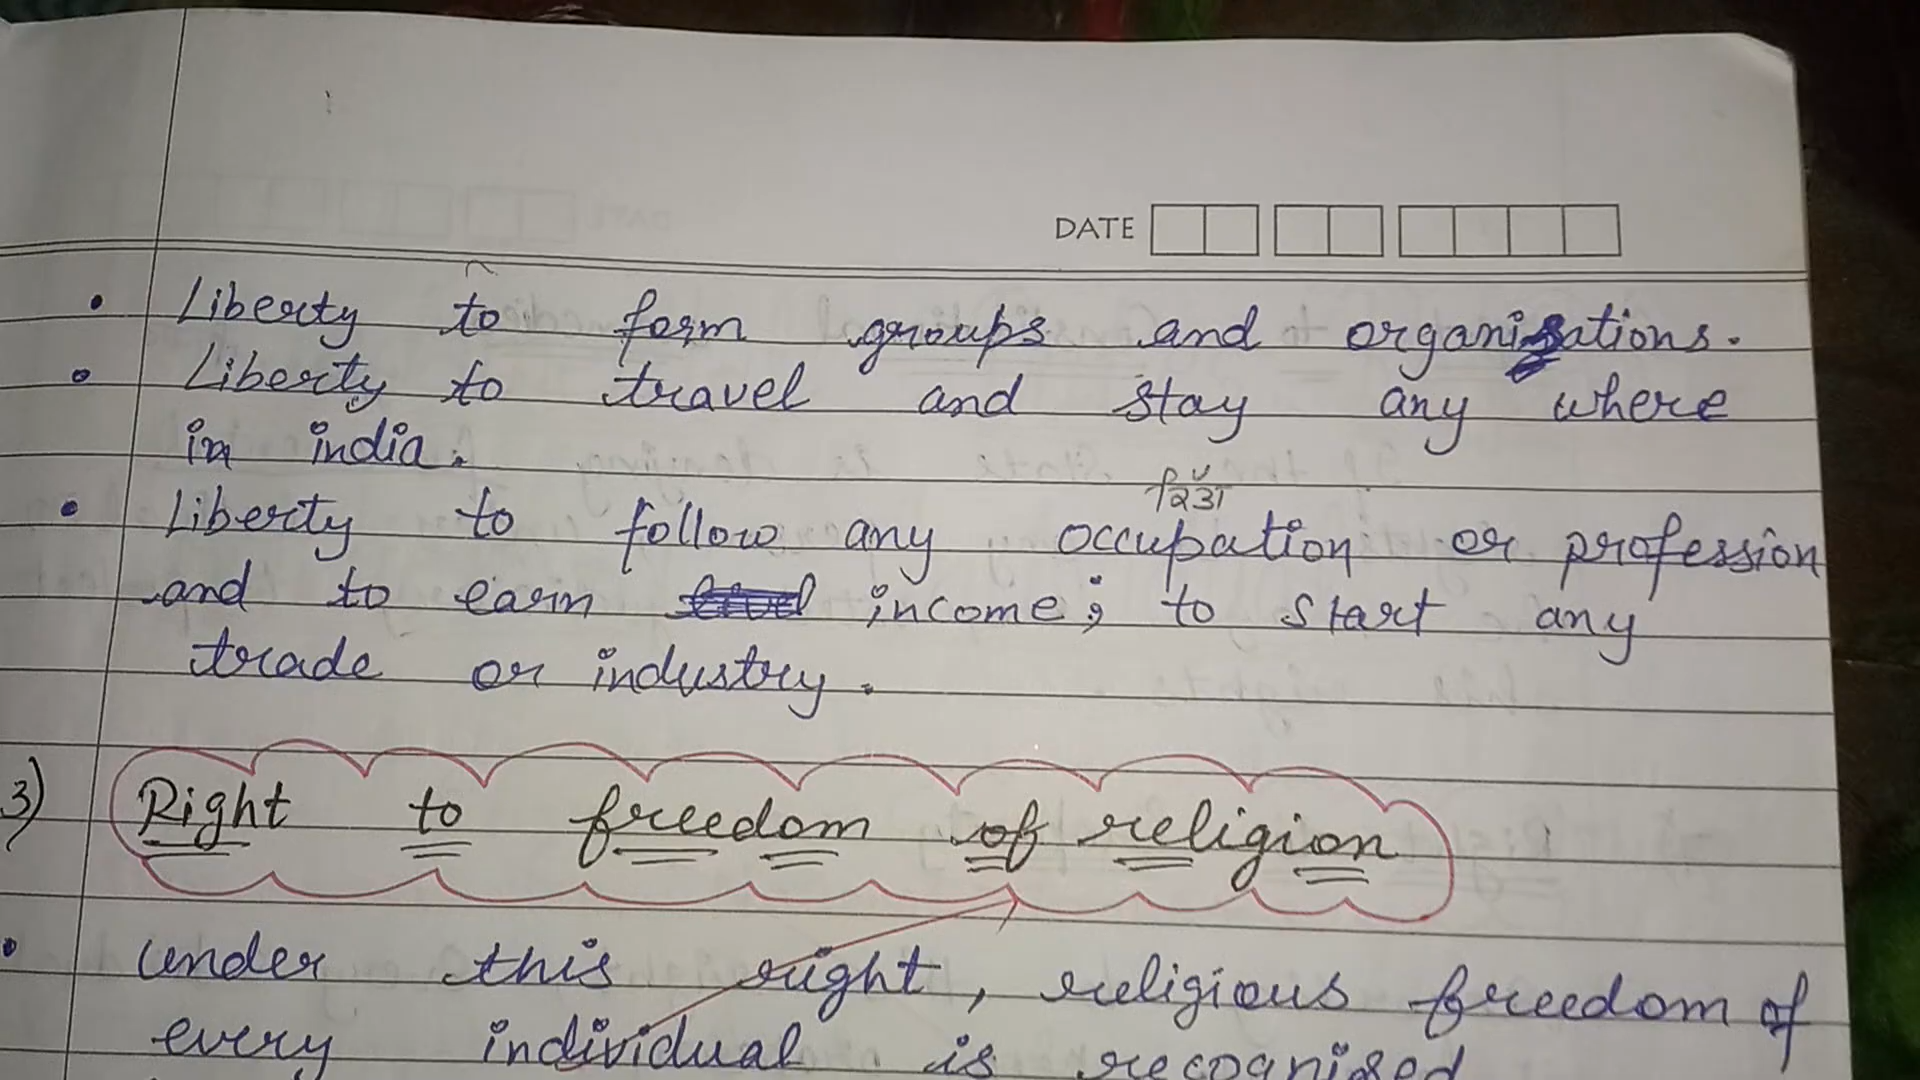 DATE
• Liberty to form groups and organisations.
• Liberty to travel and stay any where
in india.
• Liberty to follow any occupation or profession
and to earn income; to start any
trade or industry.
3) Right to freedom of religion
• under this right, religious freedom of
every individual is recognised